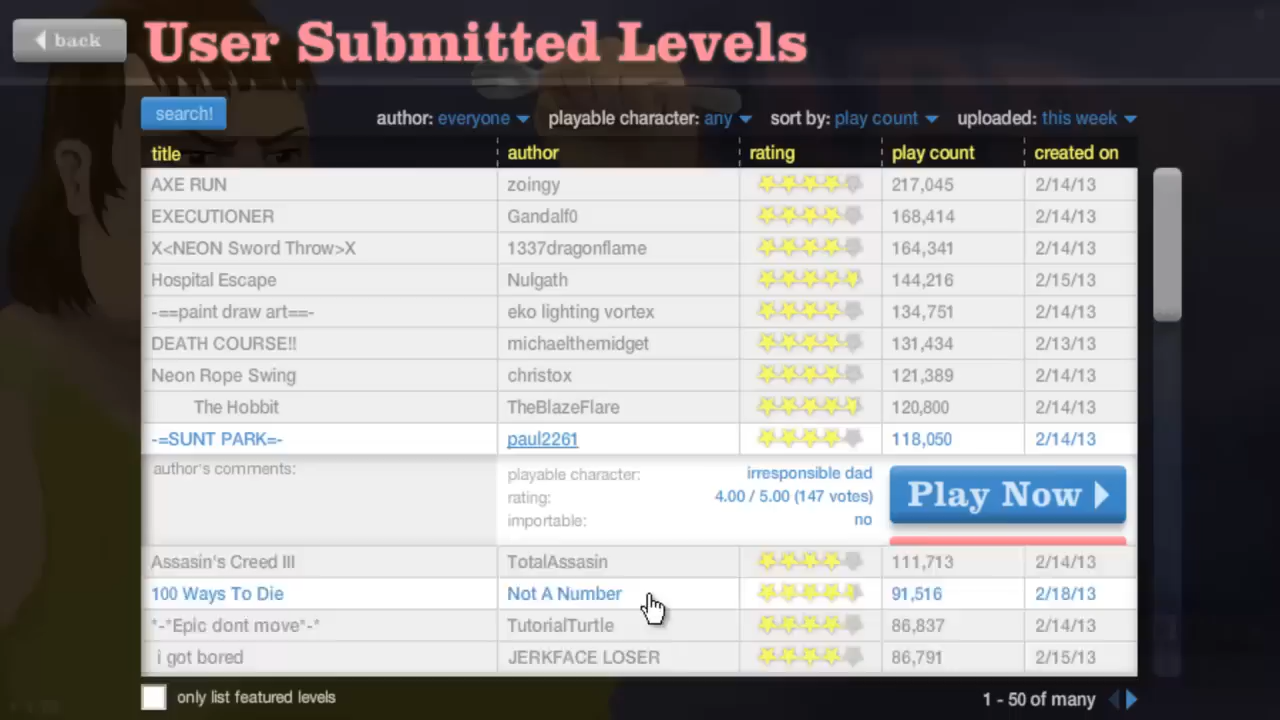 back
User Submitted Levels
search!
author: everyone playable character: any sort by: play count uploaded: this week
title author rating play count created on
AXE RUN zoingy 217,045 2/14/13
EXECUTIONER Gandalf0 168,414 2/14/13
X<NEON Sword Throw>X 1337dragonflame 164,341 2/14/13
Hospital Escape Nulgath 144,216 2/15/13
-==paint draw art==- eko lighting vortex 134,751 2/14/13
DEATH COURSE!! michaelthemidget 131,434 2/13/13
Neon Rope Swing christox 121,389 2/14/13
The Hobbit TheBlazeFlare 120,800 2/14/13
-=SUNT PARK=- paul2261 118,050 2/14/13
author's comments:
playable character: irresponsible dad
rating: 4.00 / 5.00 (147 votes)
importable: no
Play Now
Assasin's Creed III TotalAssasin 111,713 2/14/13
100 Ways To Die Not A Number 91,516 2/18/13
*-*Epic dont move*-* TutorialTurtle 86,837 2/14/13
i got bored JERKFACE LOSER 86,791 2/15/13
only list featured levels
1 - 50 of many